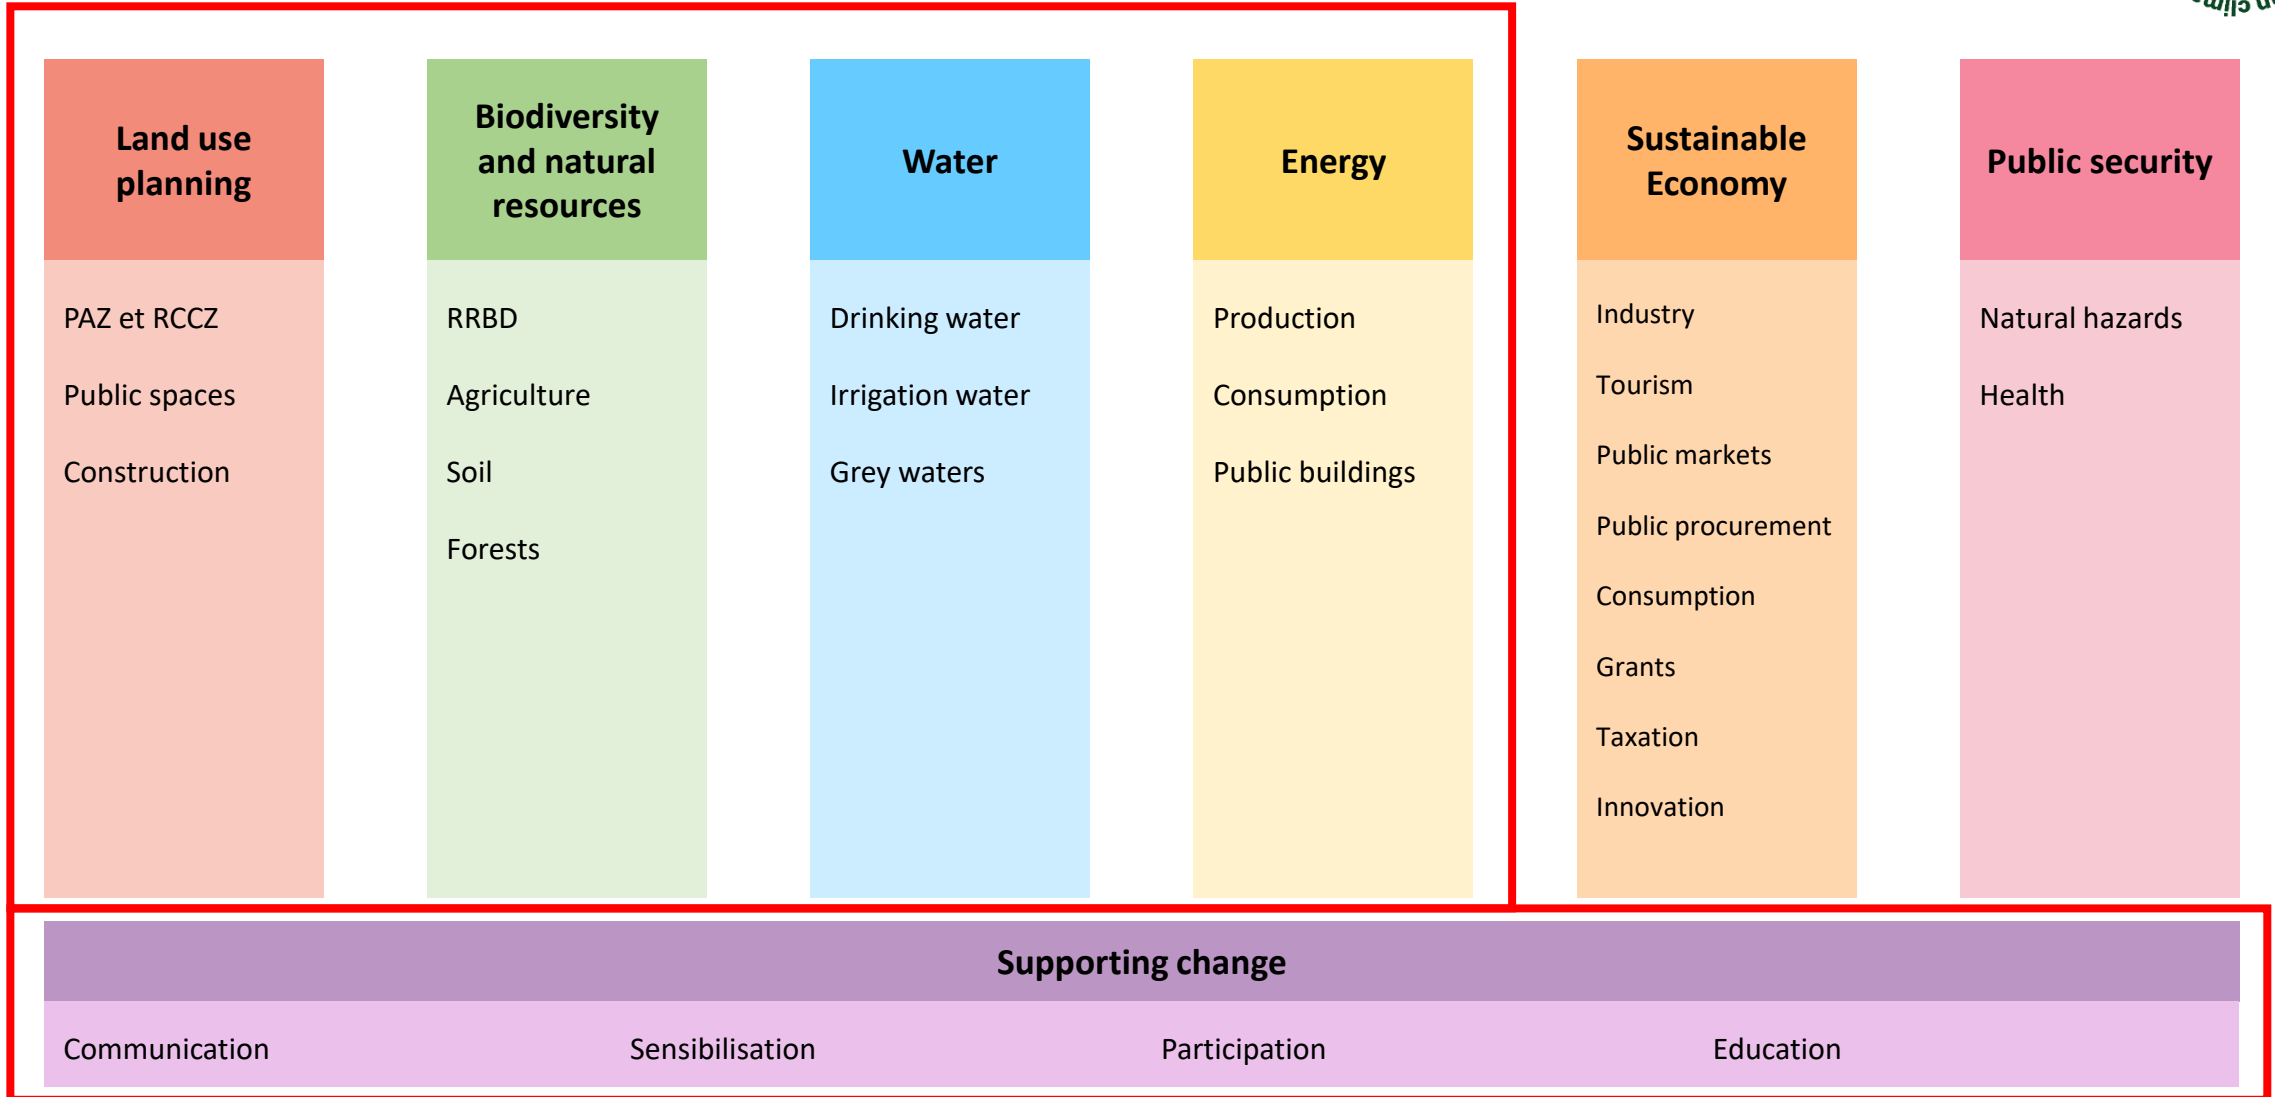 Land use
planning
PAZ et RCCZ
Public spaces
Construction
Biodiversity
and natural
resources
RRBD
Agriculture
Soil
Forests
Water
Drinking water
Irrigation water
Grey waters
Energy
Production
Consumption
Public buildings
Sustainable
Economy
Industry
Tourism
Public markets
Public procurement
Consumption
Grants
Taxation
Innovation
Public security
Natural hazards
Health
Supporting change
Communication
Sensibilisation
Participation
Education